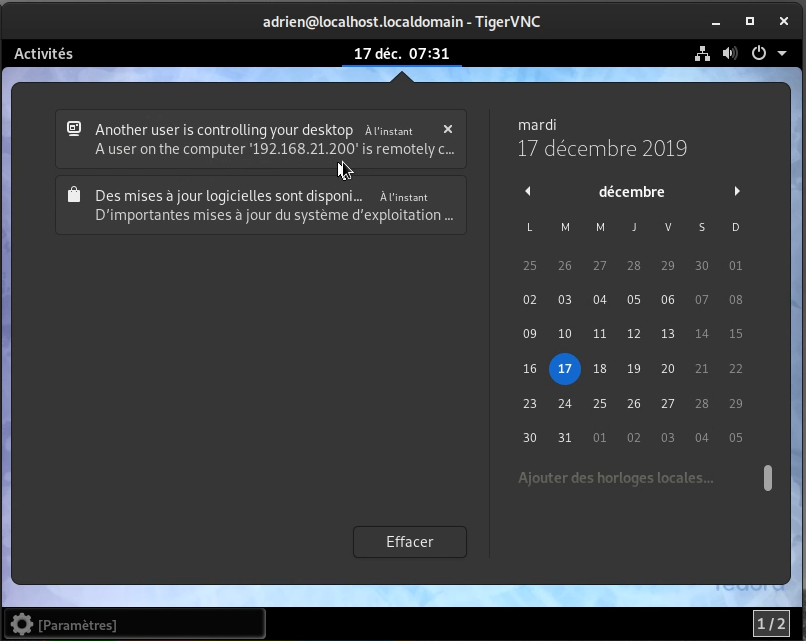 adrien@localhost.localdomain - TigerVNC
Activités
17 déc. 07:31
Another user is controlling your desktop À l'instant
A user on the computer '192.168.21.200' is remotely c...
Des mises à jour logicielles sont disponi... À l'instant
D'importantes mises à jour du système d'exploitation ...
Effacer
mardi
17 décembre 2019
décembre
L M M J V S D
25 26 27 28 29 30 01
02 03 04 05 06 07 08
09 10 11 12 13 14 15
16 17 18 19 20 21 22
23 24 25 26 27 28 29
30 31 01 02 03 04 05
Ajouter des horloges locales...
fedora
[Paramètres]
1 / 2